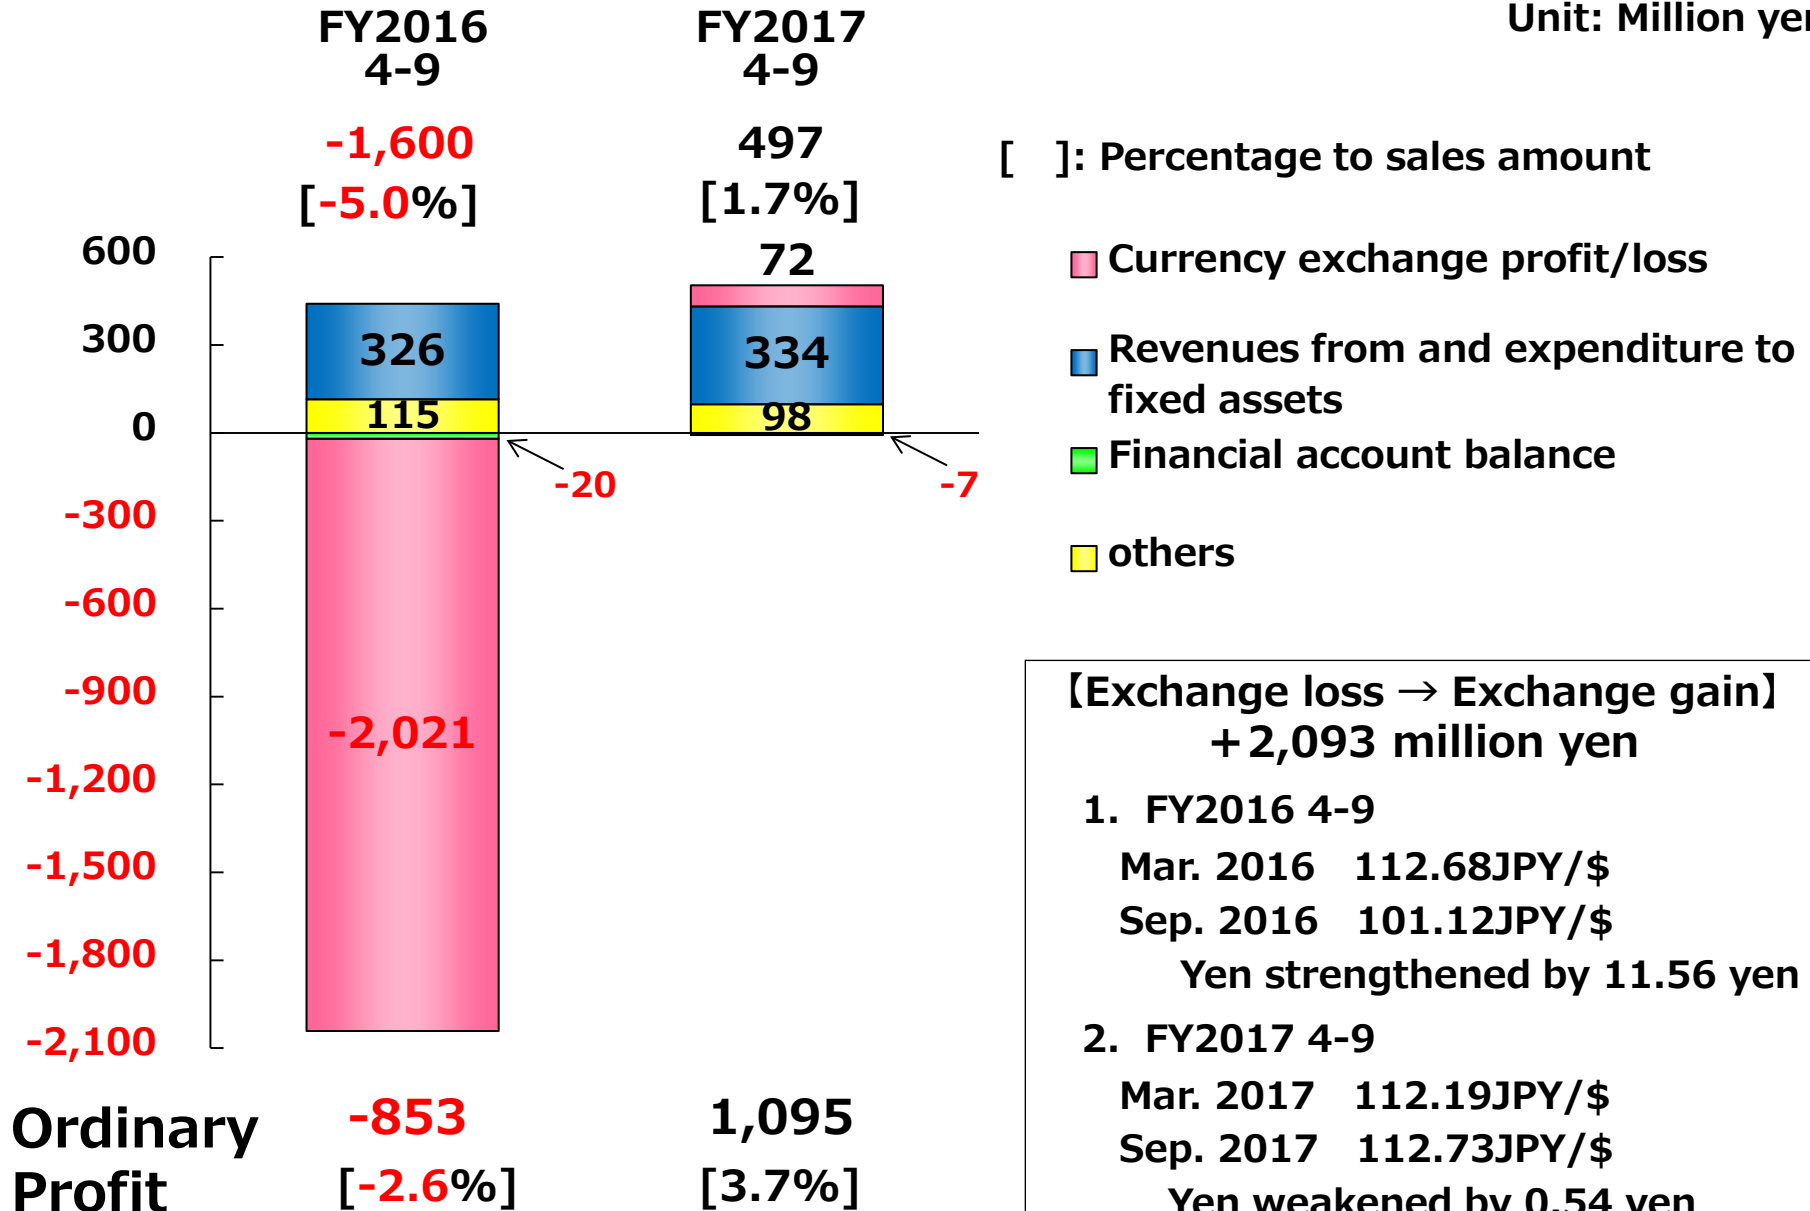 Unit: Million yen
FY2016
4-9
FY2017
4-9
-1,600
[-5.0%]
497
[1.7%]
[ ]: Percentage to sales amount
600
300
0
-300
-600
-900
-1,200
-1,500
-1,800
-2,100
326
115
-20
-2,021
72
334
98
-7
Currency exchange profit/loss
Revenues from and expenditure to
fixed assets
Financial account balance
others
【Exchange loss → Exchange gain】
+2,093 million yen
1. FY2016 4-9
Mar. 2016 112.68JPY/$
Sep. 2016 101.12JPY/$
Yen strengthened by 11.56 yen
2. FY2017 4-9
Mar. 2017 112.19JPY/$
Sep. 2017 112.73JPY/$
Yen weakened by 0.54 yen
Ordinary
Profit
-853
[-2.6%]
1,095
[3.7%]